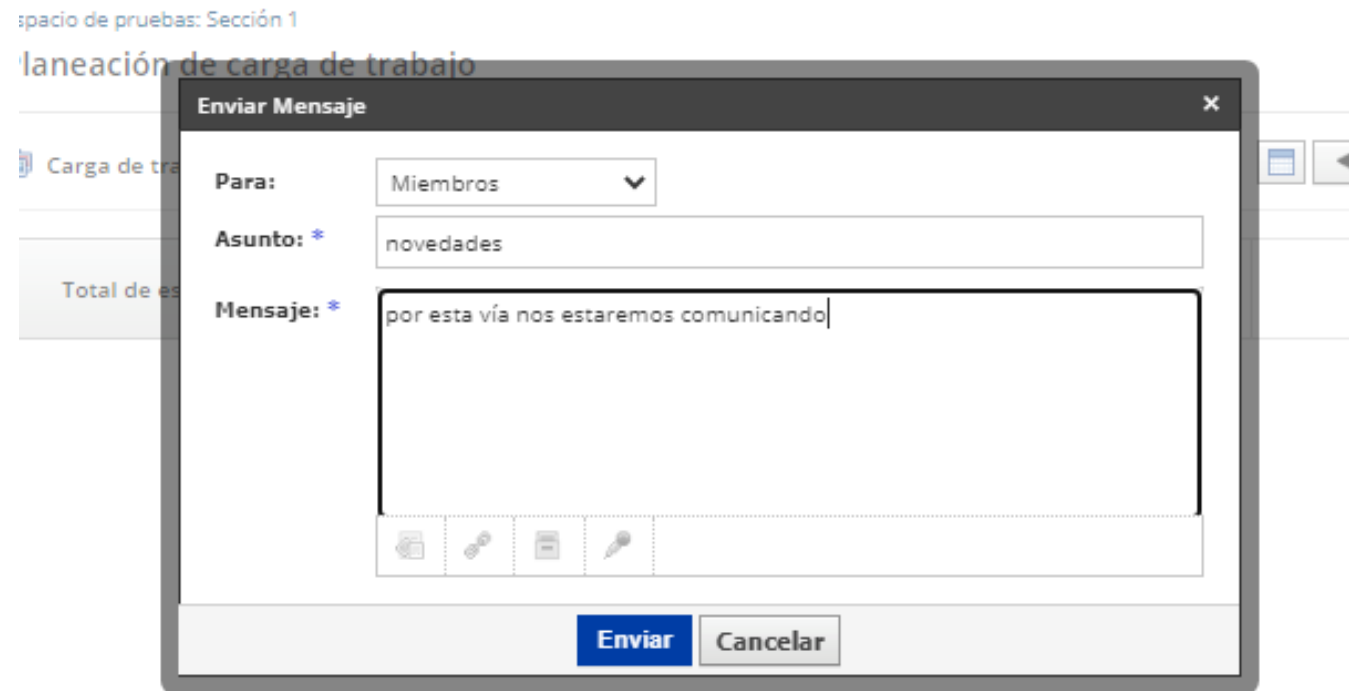 spacio de pruebas: Sección 1
laneación de carga de trabajo
Enviar Mensaje
Carga de tra
Para: Miembros
Asunto: * novedades
Total de es
Mensaje: * por esta vía nos estaremos comunicando
Enviar Cancelar